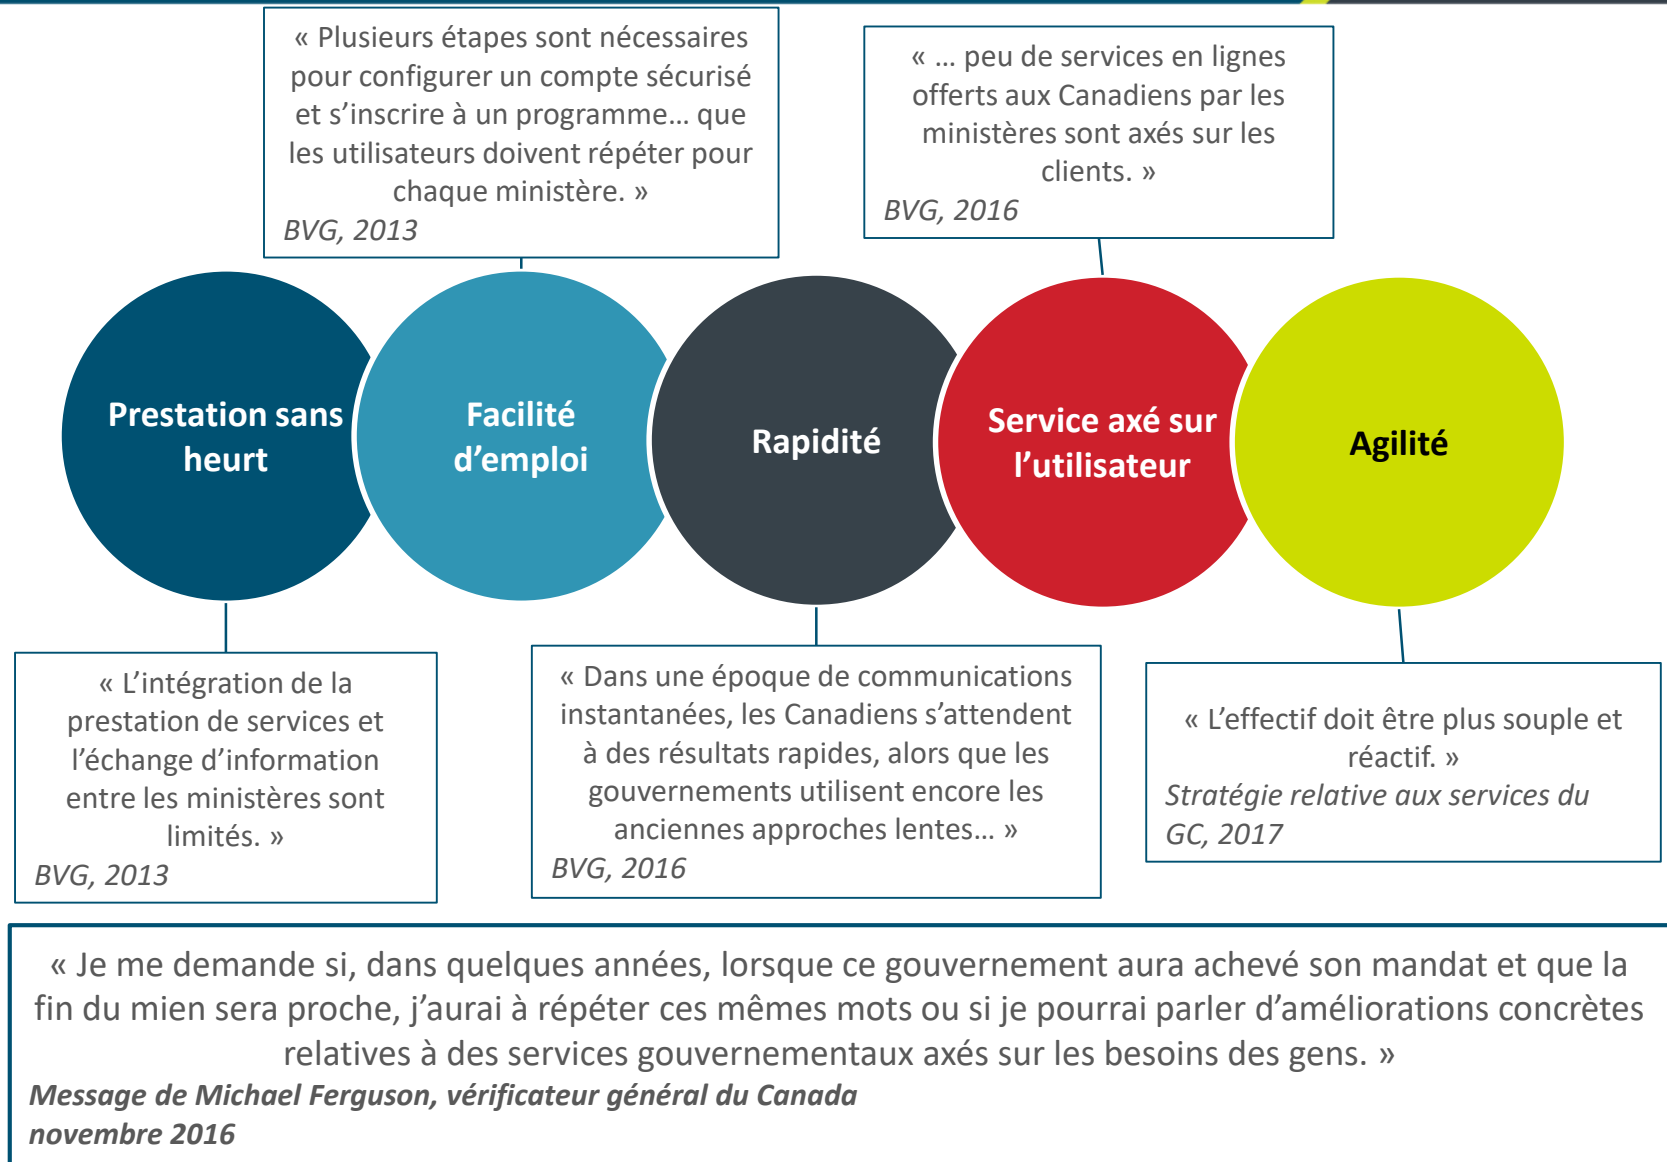 « Plusieurs étapes sont nécessaires
pour configurer un compte sécurisé
et s’inscrire à un programme… que
les utilisateurs doivent répéter pour
chaque ministère. »
BVG, 2013
« … peu de services en lignes
offerts aux Canadiens par les
ministères sont axés sur les
clients. »
BVG, 2016
Prestation sans
heurt
Facilité
d’emploi
Rapidité
Service axé sur
l’utilisateur
Agilité
« L’intégration de la
prestation de services et
l’échange d’information
entre les ministères sont
limités. »
BVG, 2013
« Dans une époque de communications
instantanées, les Canadiens s’attendent
à des résultats rapides, alors que les
gouvernements utilisent encore les
anciennes approches lentes… »
BVG, 2016
« L’effectif doit être plus souple et
réactif. »
Stratégie relative aux services du
GC, 2017
« Je me demande si, dans quelques années, lorsque ce gouvernement aura achevé son mandat et que la
fin du mien sera proche, j’aurai à répéter ces mêmes mots ou si je pourrai parler d’améliorations concrètes
relatives à des services gouvernementaux axés sur les besoins des gens. »
Message de Michael Ferguson, vérificateur général du Canada
novembre 2016